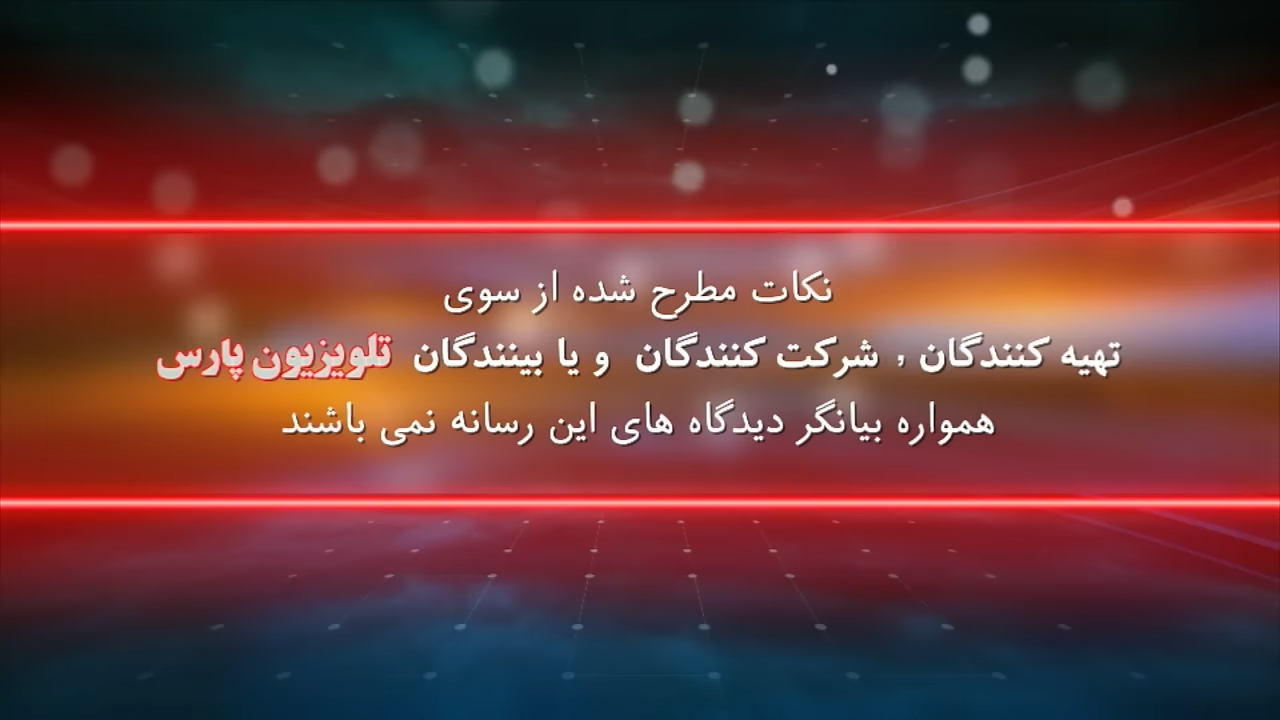 نکات مطرح شده از سوی
تهیه کنندگان , شرکت کنندگان و یا بینندگان تلویزیون پارس
همواره بیانگر دیدگاه های این رسانه نمی باشند